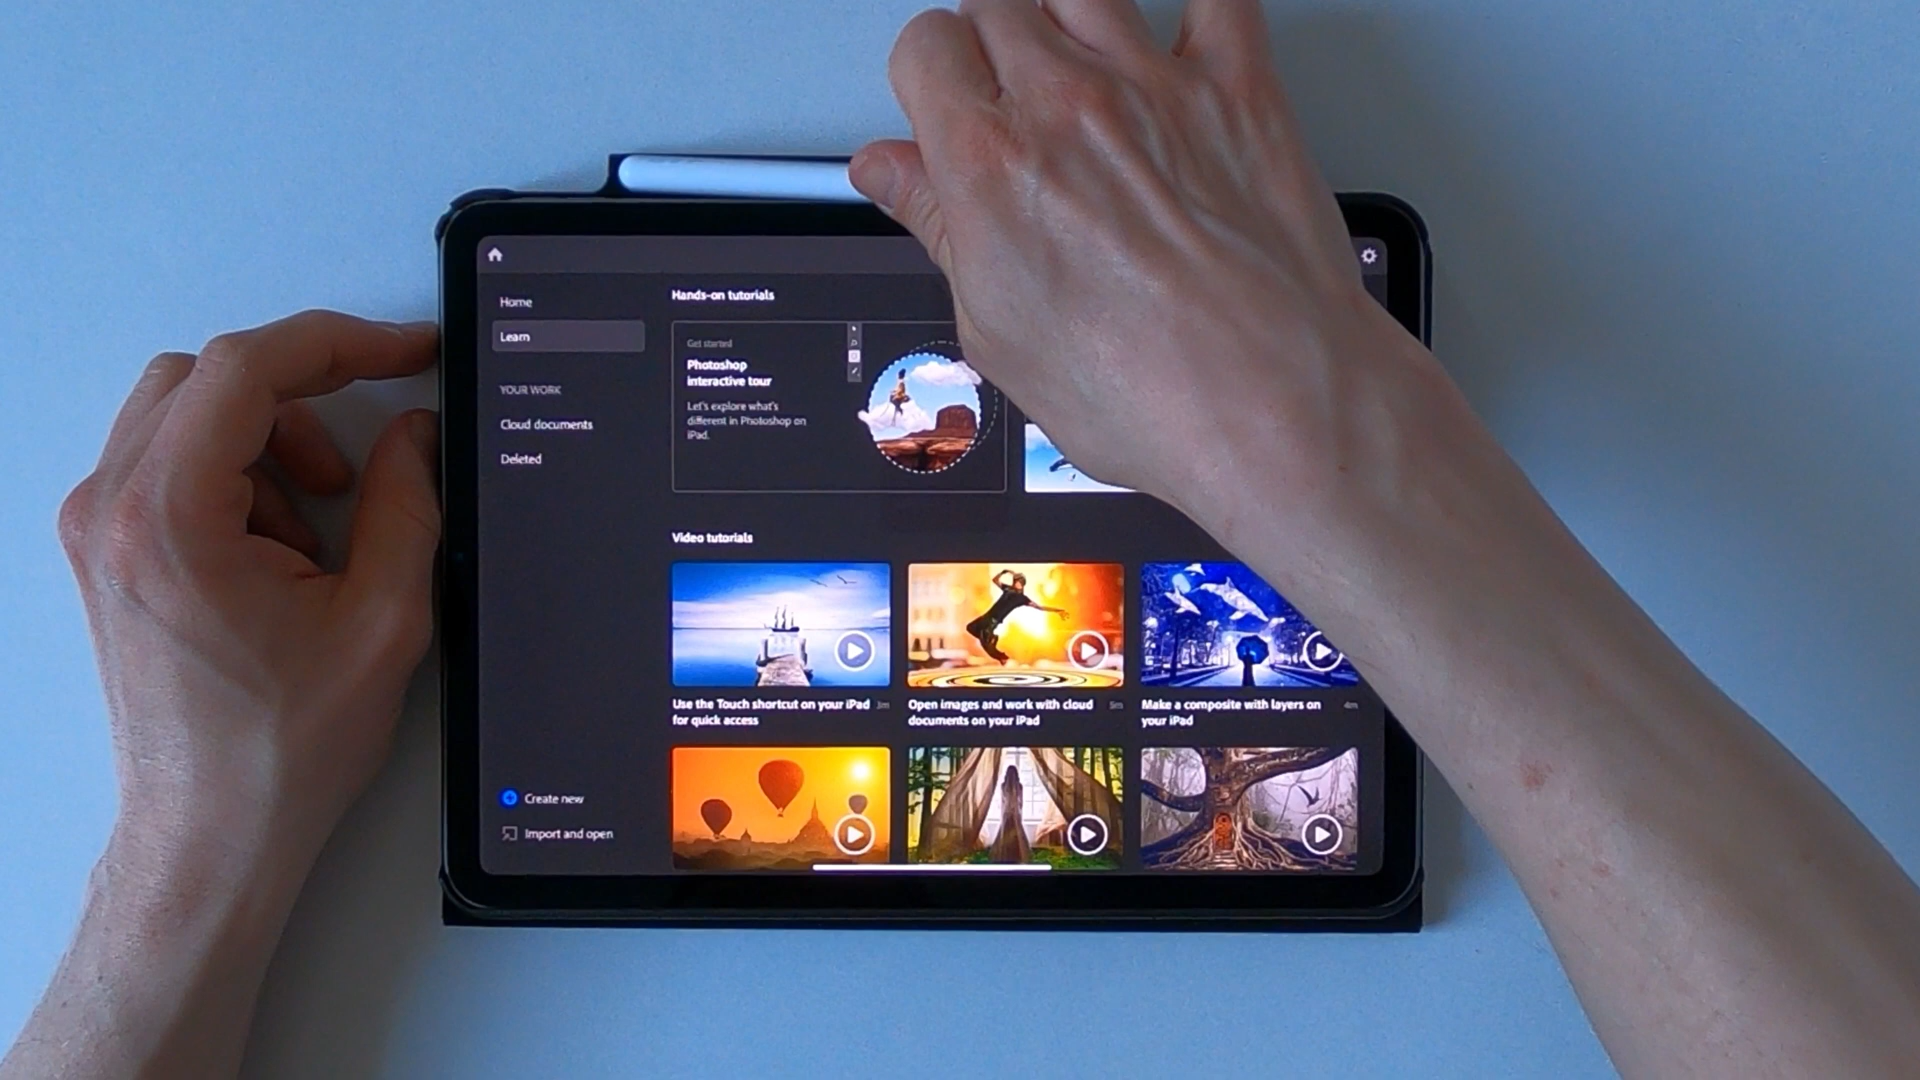 Home
Learn
YOUR WORK
Cloud documents
Deleted
Create new
Import and open
Hands-on tutorials
Get started
Photoshop
interactive tour
Let's explore what's
different in Photoshop on
iPad.
Video tutorials
Use the Touch shortcut on your iPad 3m
for quick access
Open images and work with cloud 5m
documents on your iPad
Make a composite with layers on 4m
your iPad